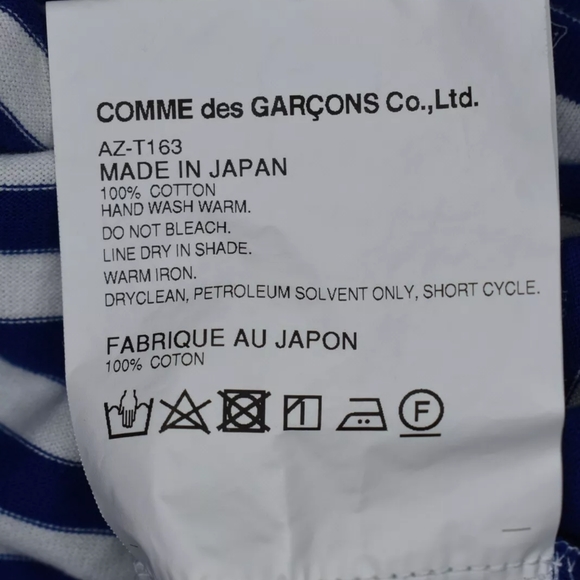 COMME des GARÇONS Co.,Ltd.
AZ-T163
MADE IN JAPAN
100% COTTON
HAND WASH WARM.
DO NOT BLEACH.
LINE DRY IN SHADE.
WARM IRON.
DRYCLEAN, PETROLEUM SOLVENT ONLY, SHORT CYCLE.
FABRIQUE AU JAPON
100% COTON
F